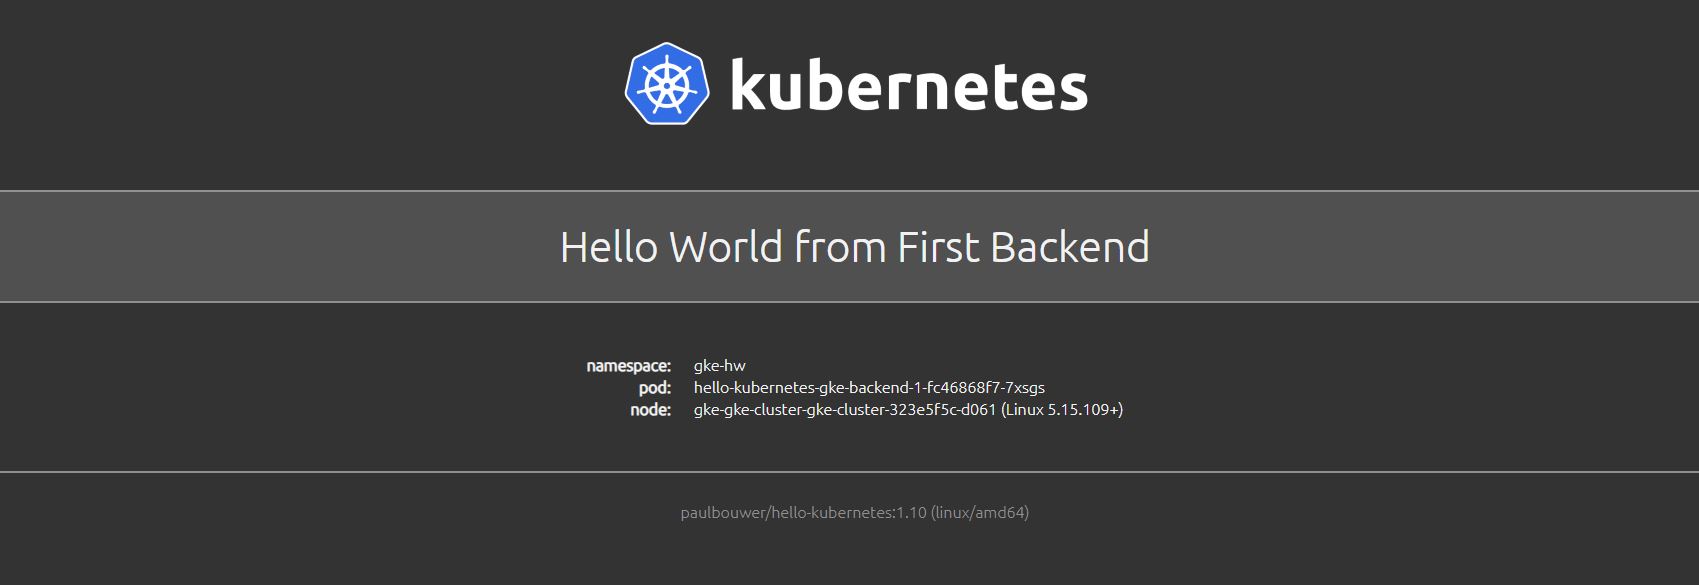 kubernetes
Hello World from First Backend
namespace: gke-hw
pod: hello-kubernetes-gke-backend-1-fc46868f7-7xsgs
node: gke-gke-cluster-gke-cluster-323e5f5c-d061 (Linux 5.15.109+)
paulbouwer/hello-kubernetes:1.10 (linux/amd64)